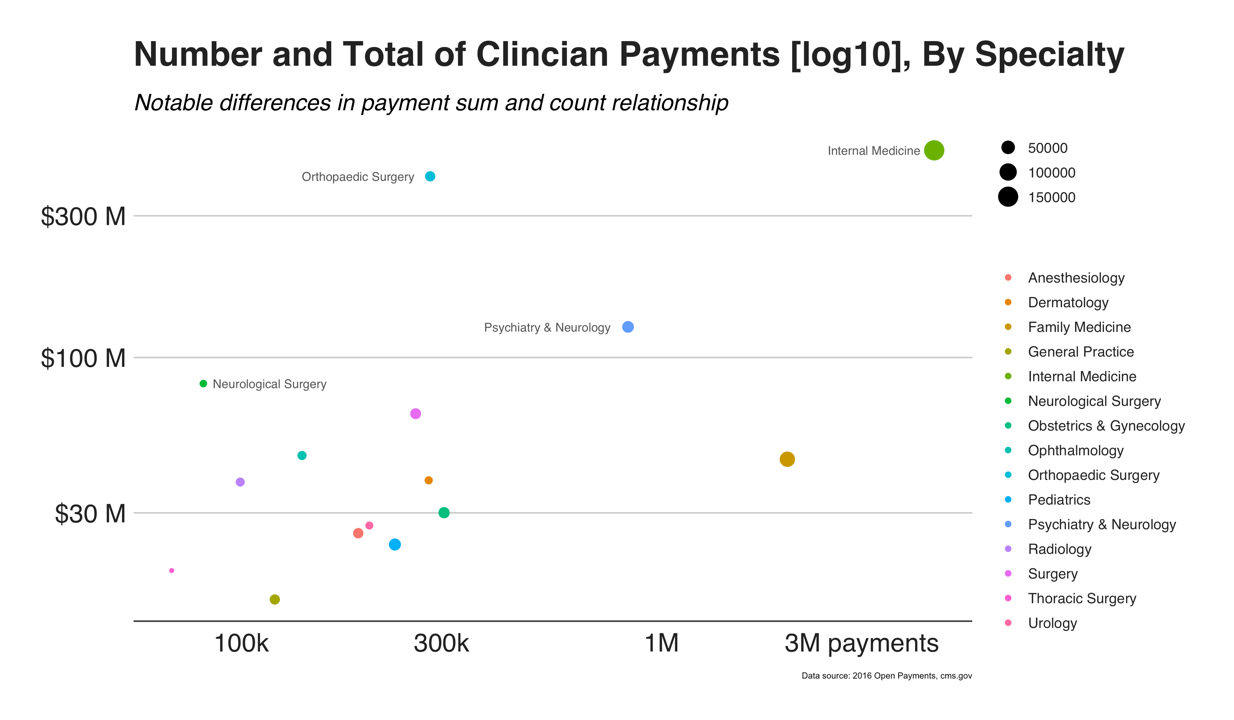 Number and Total of Clincian Payments [log10], By Specialty
Notable differences in payment sum and count relationship
Internal Medicine
Orthopaedic Surgery
Psychiatry & Neurology
Neurological Surgery
$300 M
$100 M
$30 M
100k
300k
1M
3M payments
50000
100000
150000
Anesthesiology
Dermatology
Family Medicine
General Practice
Internal Medicine
Neurological Surgery
Obstetrics & Gynecology
Ophthalmology
Orthopaedic Surgery
Pediatrics
Psychiatry & Neurology
Radiology
Surgery
Thoracic Surgery
Urology
Data source: 2016 Open Payments, cms.gov